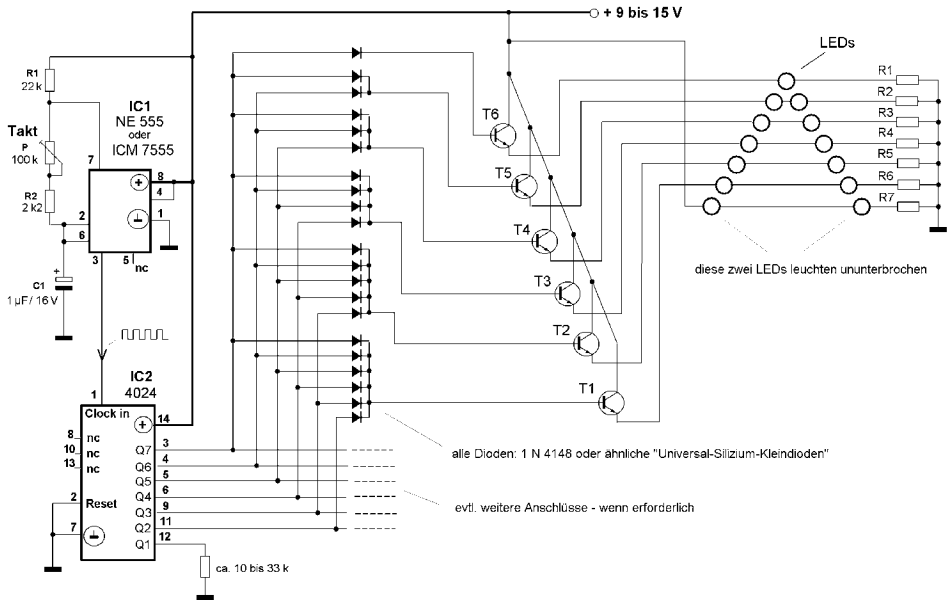 + 9 bis 15 V
LEDs
R1
22 k
IC1
NE 555
oder
ICM 7555
Takt
P
100 k
R2
2 k2
7
8
4
1
2
6
3
5
nc
+
C1
1 µF/ 16 V
T6
T5
T4
T3
T2
T1
R1
R2
R3
R4
R5
R6
R7
diese zwei LEDs leuchten ununterbrochen
IC2
4024
1
Clock in
14
8
nc
10
nc
13
nc
2
Reset
7
Q7
3
Q6
4
Q5
5
Q4
6
Q3
9
Q2
11
Q1
12
alle Dioden: 1 N 4148 oder ähnliche "Universal-Silizium-Kleindioden"
evtl. weitere Anschlüsse - wenn erforderlich
ca. 10 bis 33 k